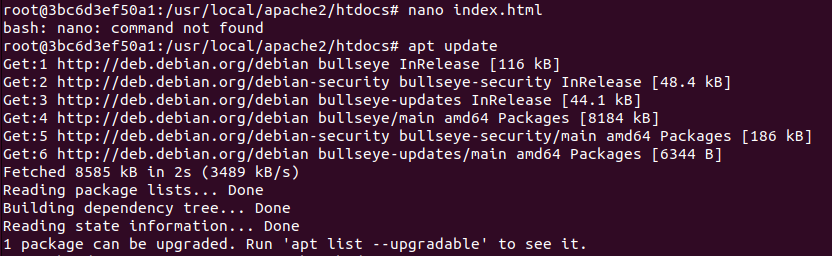 root@3bc6d3ef50a1:/usr/local/apache2/htdocs# nano index.html
bash: nano: command not found
root@3bc6d3ef50a1:/usr/local/apache2/htdocs# apt update
Get:1 http://deb.debian.org/debian bullseye InRelease [116 kB]
Get:2 http://deb.debian.org/debian-security bullseye-security InRelease [48.4 kB]
Get:3 http://deb.debian.org/debian bullseye-updates InRelease [44.1 kB]
Get:4 http://deb.debian.org/debian bullseye/main amd64 Packages [8184 kB]
Get:5 http://deb.debian.org/debian-security bullseye-security/main amd64 Packages [186 kB]
Get:6 http://deb.debian.org/debian bullseye-updates/main amd64 Packages [6344 B]
Fetched 8585 kB in 2s (3489 kB/s)
Reading package lists... Done
Building dependency tree... Done
Reading state information... Done
1 package can be upgraded. Run 'apt list --upgradable' to see it.